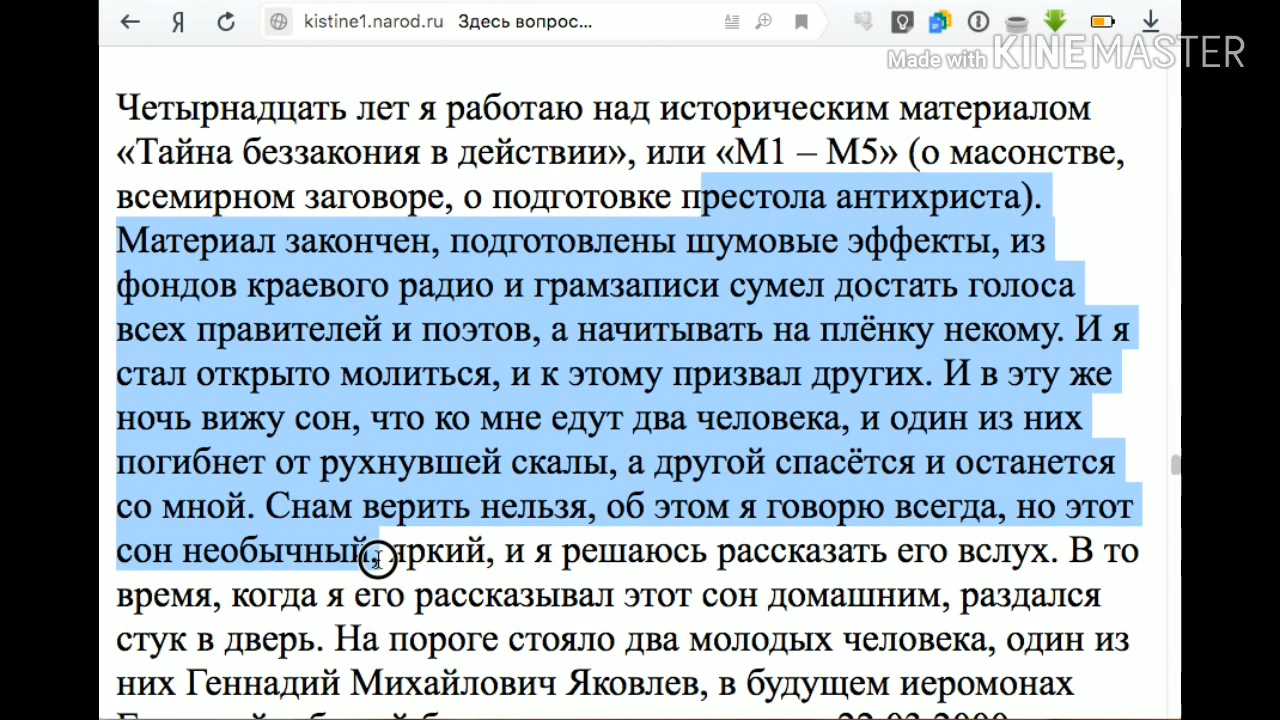 kistine1.narod.ru Здесь вопрос...
Made with KINEMASTER
Четырнадцать лет я работаю над историческим материалом
«Тайна беззакония в действии», или «М1 – М5» (о масонстве,
всемирном заговоре, о подготовке престола антихриста).
Материал закончен, подготовлены шумовые эффекты, из
фондов краевого радио и грамзаписи сумел достать голоса
всех правителей и поэтов, а начитывать на плёнку некому. И я
стал открыто молиться, и к этому призвал других. И в эту же
ночь вижу сон, что ко мне едут два человека, и один из них
погибнет от рухнувшей скалы, а другой спасётся и останется
со мной. Снам верить нельзя, об этом я говорю всегда, но этот
сон необычный, яркий, и я решаюсь рассказать его вслух. В то
время, когда я его рассказывал этот сон домашним, раздался
стук в дверь. На пороге стояло два молодых человека, один из
них Геннадий Михайлович Яковлев, в будущем иеромонах
22.03.2000